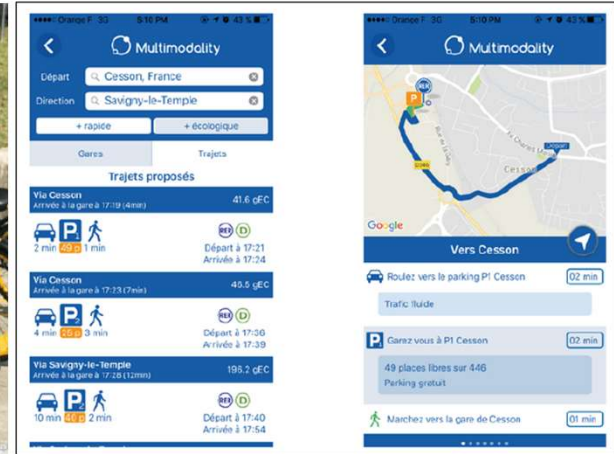 Orange F 3G 5:10 PM 43 %
Multimodality
Départ Cesson, France
Direction Savigny-le-Temple
+ rapide + écologique
Gares Trajets
Trajets proposés
Via Cesson 41.6 gEC
Arrivée à la gare à 17:19 (4min)
2 min 49 p 1 min
RER D
Départ à 17:21
Arrivée à 17:24
Via Cesson 46.5 gEC
Arrivée à la gare à 17:23 (7min)
4 min 3 min
RER D
Départ à 17:36
Arrivée à 17:39
Via Savigny-le-Temple 196.2 gEC
Arrivée à la gare à 17:28 (12min)
10 min 2 min
RER D
Départ à 17:40
Arrivée à 17:54
Orange F 3G 5:10 PM 43 %
Multimodality
RER
P
Cesson
Google
Vers Cesson
Roulez vers le parking P1 Cesson 02 min
Trafic fluide
Garez vous à P1 Cesson 02 min
49 places libres sur 446
Parking gratuit
Marchez vers la gare de Cesson 01 min